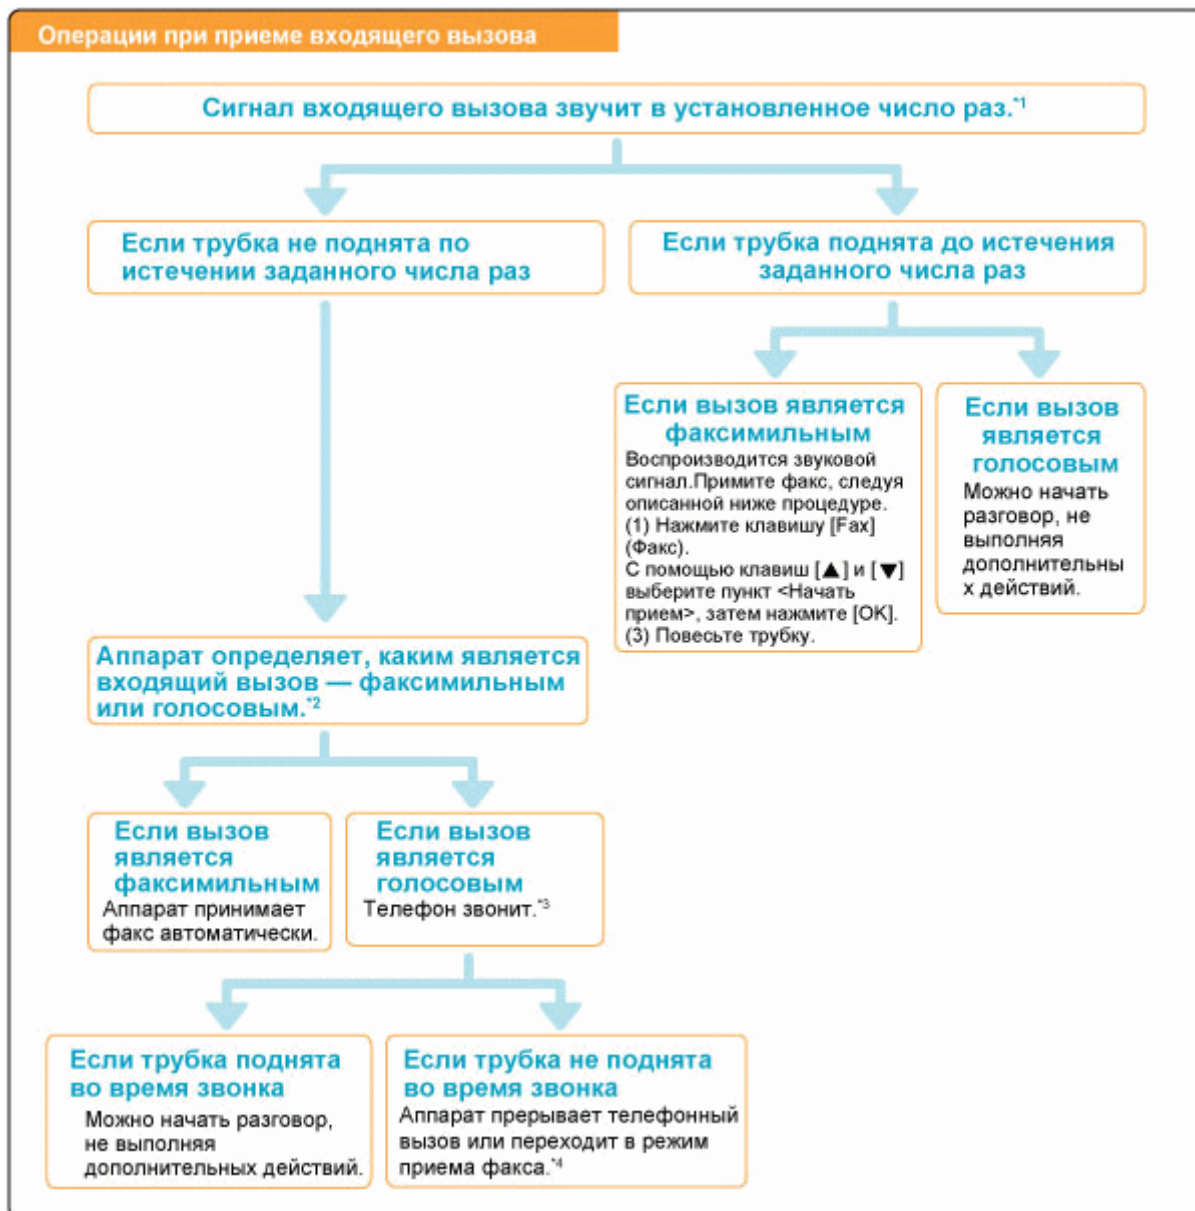 Операции при приеме входящего вызова
Сигнал входящего вызова звучит в установленное число раз.*1
Если трубка не поднята по
истечении заданного числа раз
Если трубка поднята до истечения
заданного числа раз
Если вызов является
факсимильным
Воспроизводится звуковой
сигнал.Примите факс, следуя
описанной ниже процедуре.
(1) Нажмите клавишу [Fax]
(Факс).
С помощью клавиш [▲] и [▼]
выберите пункт <Начать
прием>, затем нажмите [OK].
(3) Повесьте трубку.
Если вызов
является
голосовым
Можно начать
разговор, не
выполняя
дополнительны
х действий.
Аппарат определяет, каким является
входящий вызов — факсимильным
или голосовым.*2
Если вызов
является
факсимильным
Аппарат принимает
факс автоматически.
Если вызов
является
голосовым
Телефон звонит.*3
Если трубка поднята
во время звонка
Можно начать разговор,
не выполняя
дополнительных действий.
Если трубка не поднята
во время звонка
Аппарат прерывает телефонный
вызов или переходит в режим
приема факса.*4